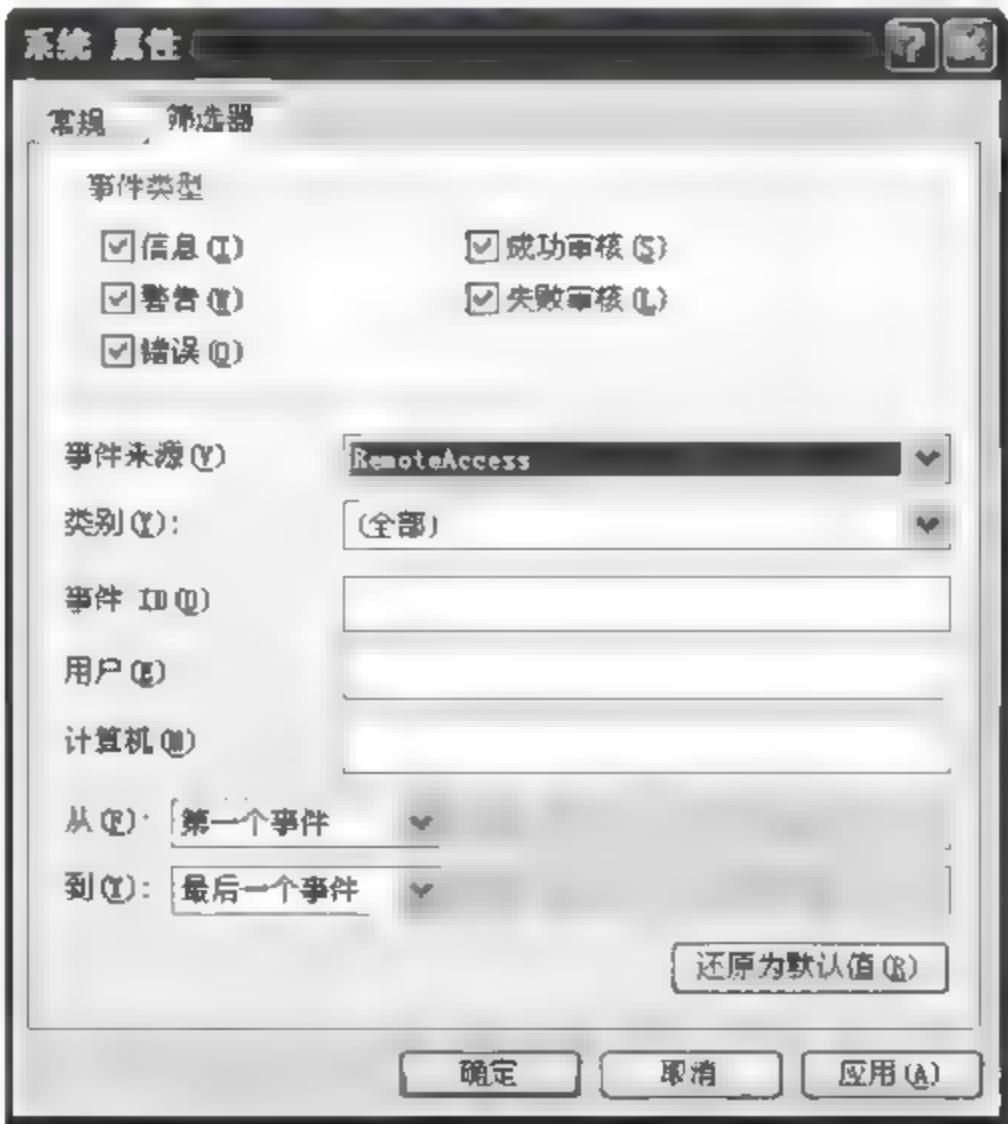 系统 属性
常规 筛选器
事件类型
信息(I) 成功审核(S)
警告(W) 失败审核(L)
错误(O)
事件来源(V) RemoteAccess
类别(Y): (全部)
事件 ID(D)
用户(E)
计算机(M)
从(F): 第一个事件
到(T): 最后一个事件
还原为默认值(R)
确定 取消 应用(A)